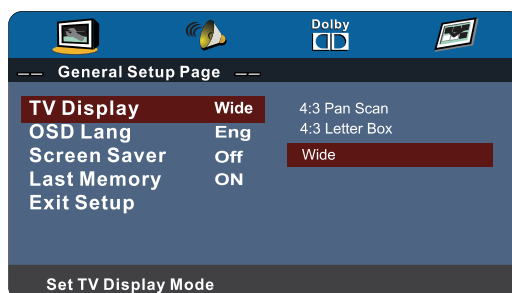 Dolby
-- General Setup Page --
TV Display Wide
OSD Lang Eng
Screen Saver Off
Last Memory ON
Exit Setup
4:3 Pan Scan
4:3 Letter Box
Wide
Set TV Display Mode